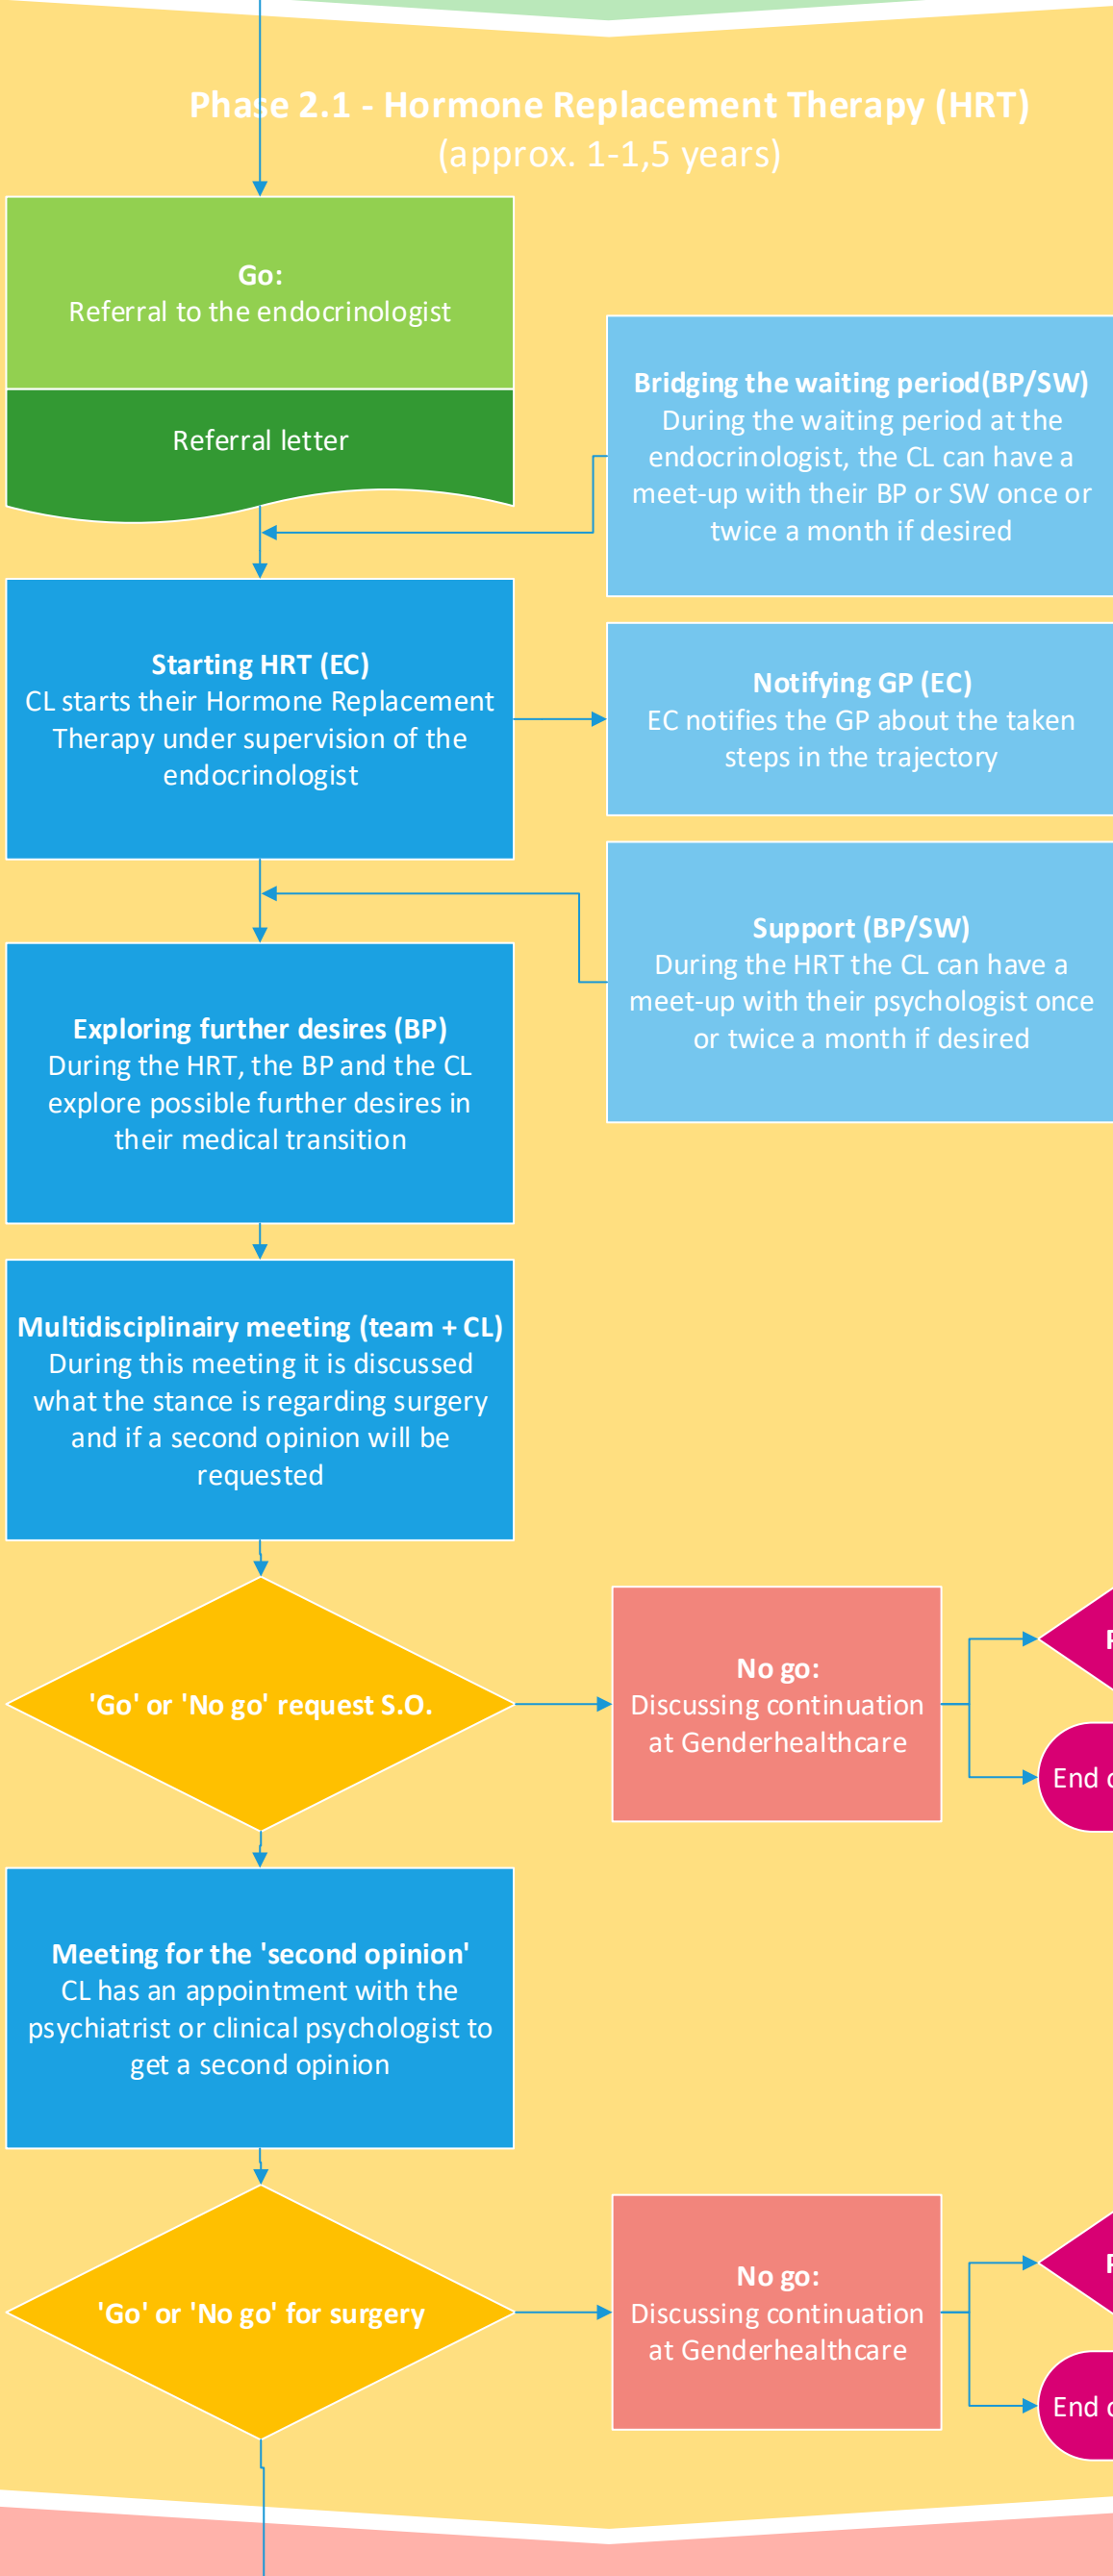 Phase 2.1 - Hormone Replacement Therapy (HRT)
(approx. 1-1,5 years)
Go:
Referral to the endocrinologist
Referral letter
Bridging the waiting period(BP/SW)
During the waiting period at the
endocrinologist, the CL can have a
meet-up with their BP or SW once or
twice a month if desired
Starting HRT (EC)
CL starts their Hormone Replacement
Therapy under supervision of the
endocrinologist
Notifying GP (EC)
EC notifies the GP about the taken
steps in the trajectory
Support (BP/SW)
During the HRT the CL can have a
meet-up with their psychologist once
or twice a month if desired
Exploring further desires (BP)
During the HRT, the BP and the CL
explore possible further desires in
their medical transition
Multidisciplinairy meeting (team + CL)
During this meeting it is discussed
what the stance is regarding surgery
and if a second opinion will be
requested
'Go' or 'No go' request S.O.
No go:
Discussing continuation
at Genderhealthcare
End
Meeting for the 'second opinion'
CL has an appointment with the
psychiatrist or clinical psychologist to
get a second opinion
'Go' or 'No go' for surgery
No go:
Discussing continuation
at Genderhealthcare
End